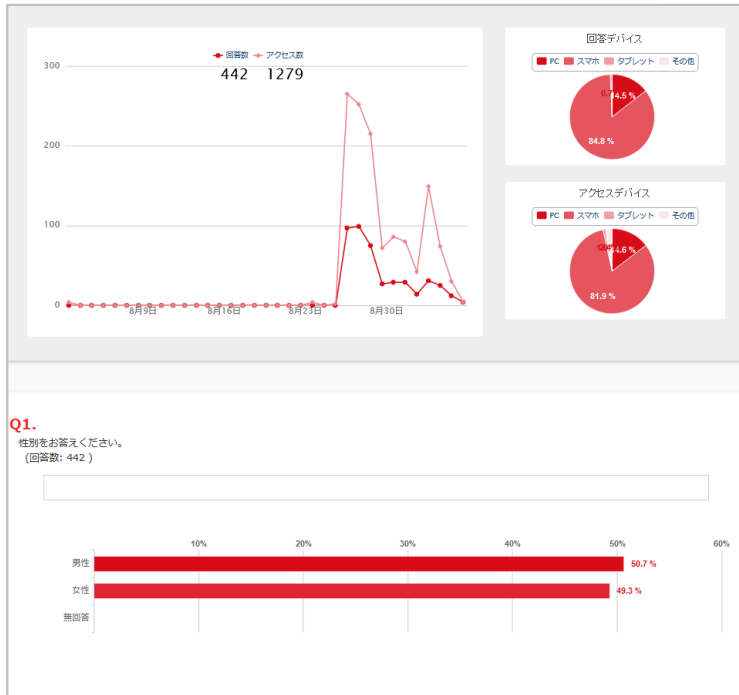 回答数 アクセス数
442 1279
300
200
100
0
8月9日 8月16日 8月23日 8月30日
回答デバイス
PC スマホ タブレット その他
84.8 %
アクセスデバイス
PC スマホ タブレット その他
81.9 %
Q1.
性別をお答えください。
(回答数: 442 )
10% 20% 30% 40% 50% 60%
男性 50.7 %
女性 49.3 %
無回答